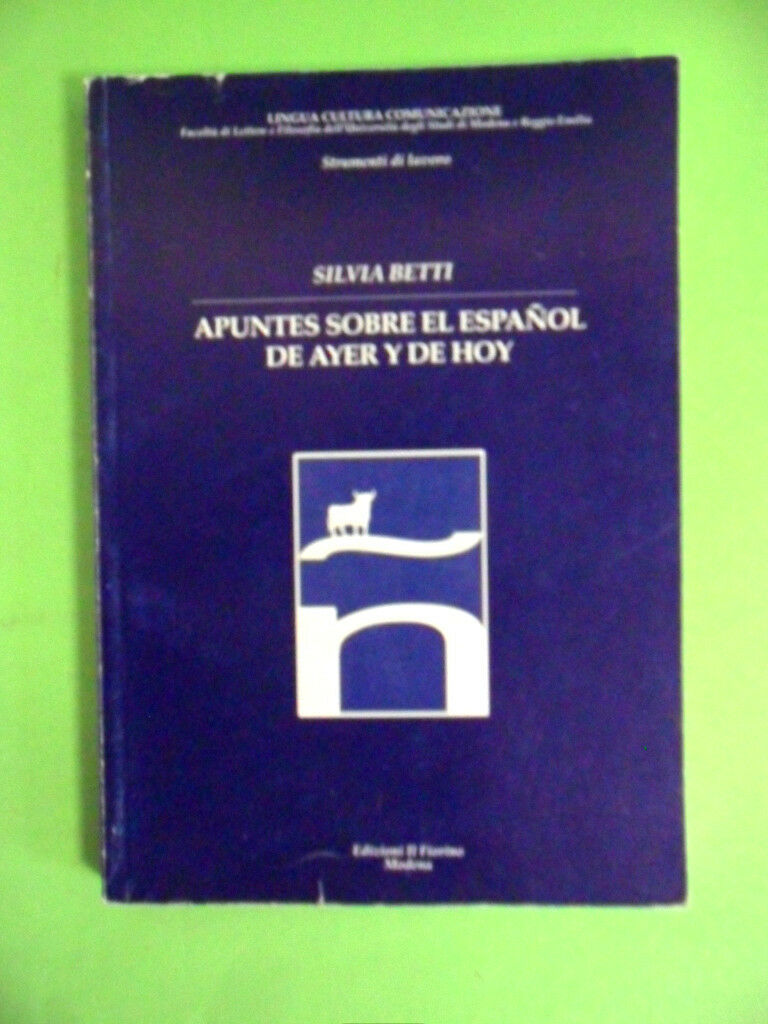 LINGUA CULTURA COMUNICAZIONE
Facoltà di Lettere e Filosofia dell'Università degli Studi di Modena e Reggio Emilia
Strumenti di lavoro
SILVIA BETTI
APUNTES SOBRE EL ESPAÑOL
DE AYER Y DE HOY
ñ
Edizioni Il Fiorino
Modena